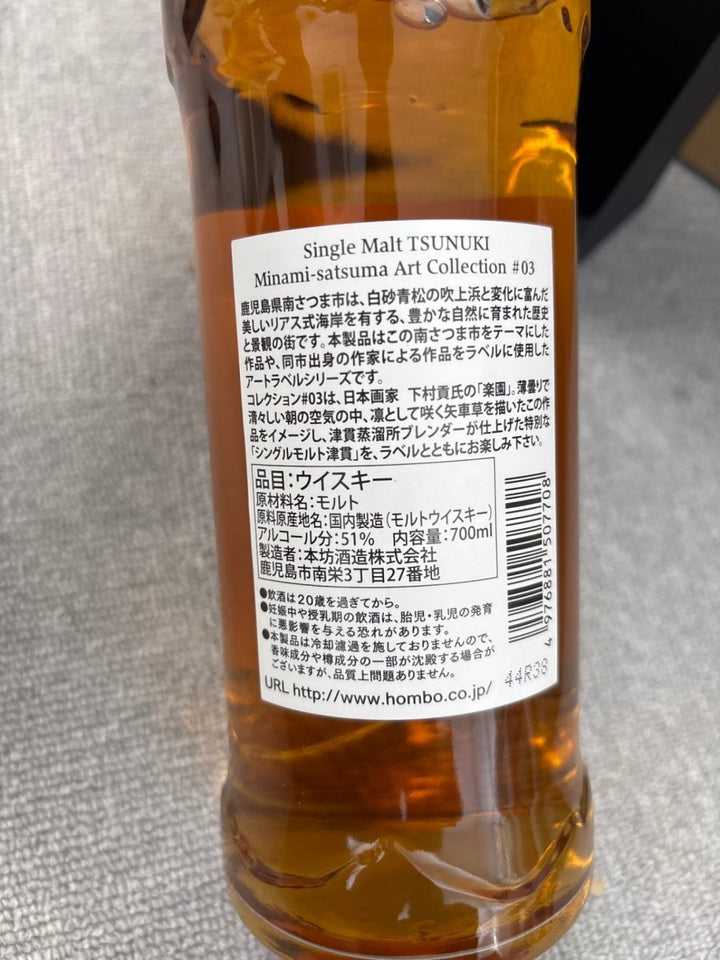 Single Malt TSUNUKI
Minami-satsuma Art Collection #03
鹿児島県南さつま市は、白砂青松の吹上浜と変化に富んだ
美しいリアス式海岸を有する、豊かな自然に育まれた歴史
と景観の街です。本製品はこの南さつま市をテーマにした
作品や、同市出身の作家による作品をラベルに使用した
アートラベルシリーズです。
コレクション#03は、日本画家 下村貢氏の「楽園」。薄曇りで
清々しい朝の空気の中、凛として咲く矢車草を描いたこの作
品をイメージし、津貫蒸溜所ブレンダーが仕上げた特別な
「シングルモルト津貫」を、ラベルとともにお楽しみ下さい。
品目:ウイスキー
原材料名:モルト
原料原産地名:国内製造(モルトウイスキー)
アルコール分:51% 内容量:700ml
製造者:本坊酒造株式会社
鹿児島市南栄3丁目27番地
●飲酒は20歳を過ぎてから。
●妊娠中や授乳期の飲酒は、胎児・乳児の発育
に悪影響を与える恐れがあります。
●本製品は冷却濾過を施しておりませんので、
香味成分や樽成分の一部が沈殿する場合が
ございますが、品質上問題ありません。
URL http://www.hombo.co.jp/
4 976881 507708
44R38